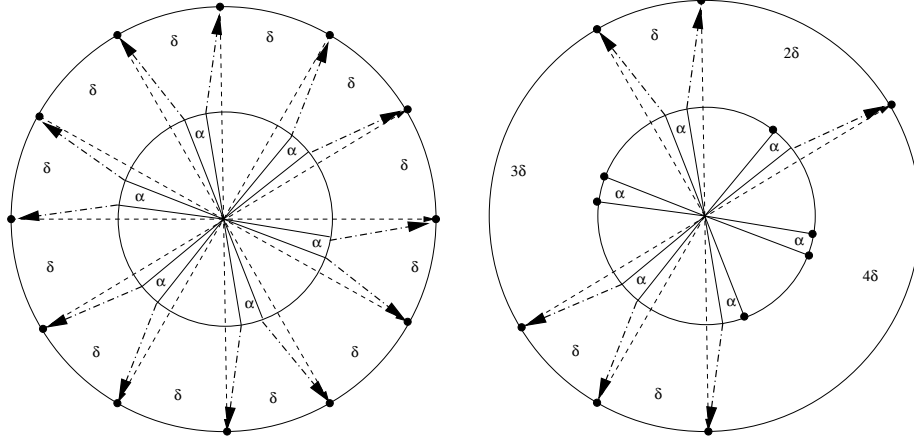 δ δ δ 2δ
δ δ
α α α α
δ δ 3δ
α α α α
δ δ 4δ
α α α α
δ δ δ
δ δ δ